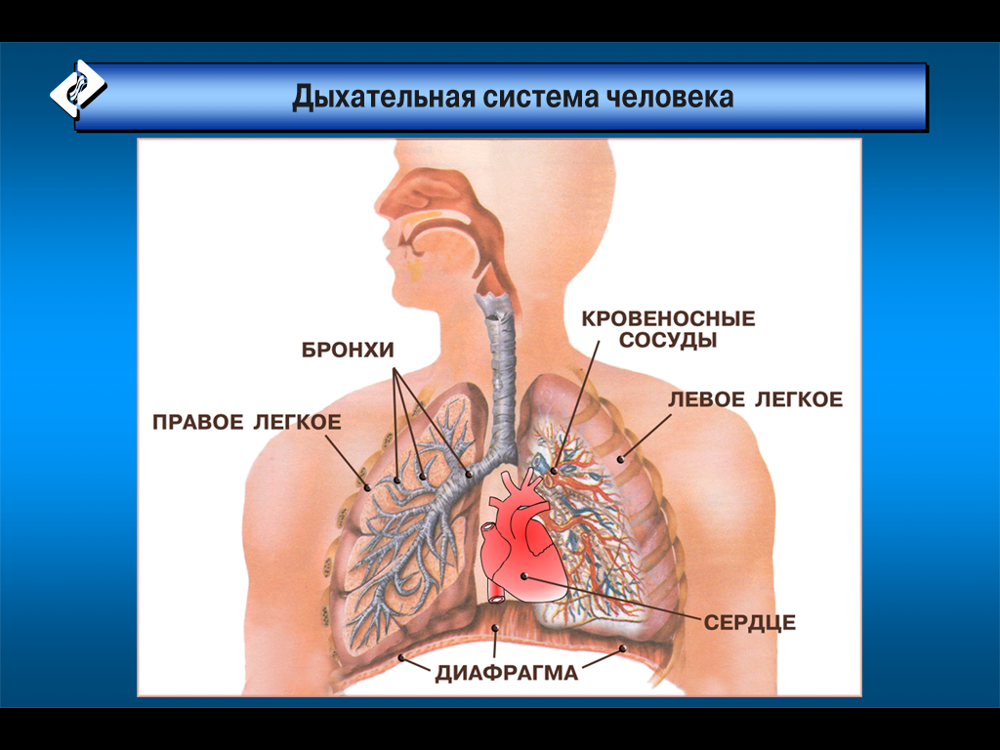 Дыхательная система человека
КРОВЕНОСНЫЕ
СОСУДЫ
БРОНХИ
ЛЕВОЕ ЛЕГКОЕ
ПРАВОЕ ЛЕГКОЕ
СЕРДЦЕ
ДИАФРАГМА